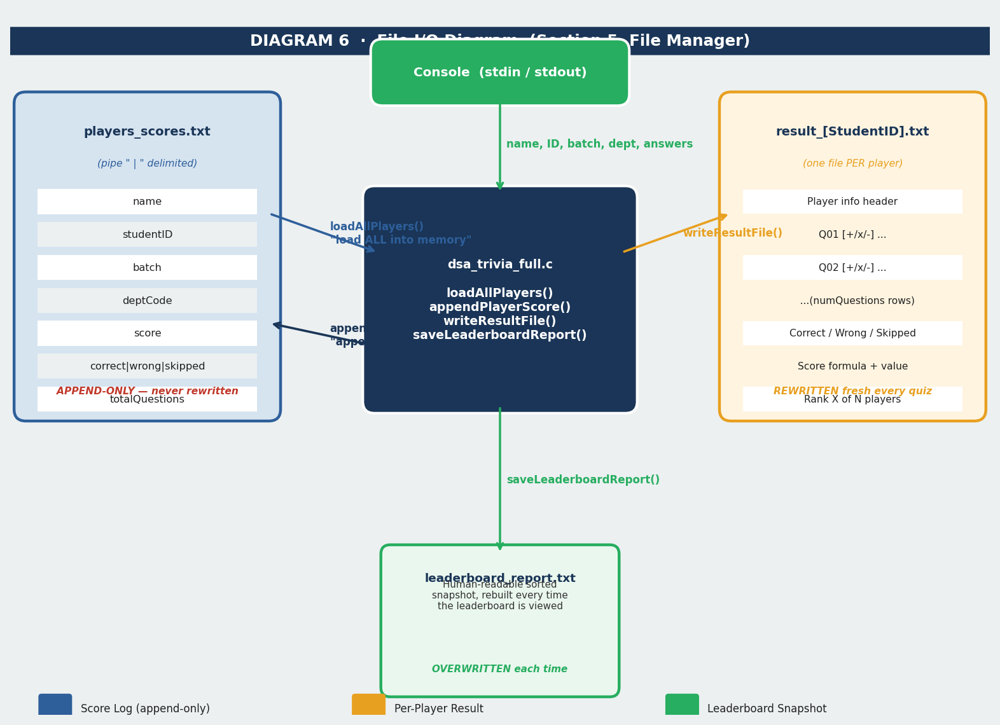 DIAGRAM 6 · File I/O Diagram (Section 5: File Manager)
Console (stdin / stdout)
name, ID, batch, dept, answers
players_scores.txt
(pipe " | " delimited)
name
studentID
batch
deptCode
score
correct|wrong|skipped
APPEND-ONLY — never rewritten
totalQuestions
loadAllPlayers()
"load ALL into memory"
appen
"appe
dsa_trivia_full.c
loadAllPlayers()
appendPlayerScore()
writeResultFile()
saveLeaderboardReport()
writeResultFile()
result_[StudentID].txt
(one file PER player)
Player info header
Q01 [+/x/-] ...
Q02 [+/x/-] ...
...(numQuestions rows)
Correct / Wrong / Skipped
Score formula + value
REWRITTEN fresh every quiz
Rank X of N players
saveLeaderboardReport()
leaderboard_report.txt
Human-readable sorted
snapshot, rebuilt every time
the leaderboard is viewed
OVERWRITTEN each time
Score Log (append-only)
Per-Player Result
Leaderboard Snapshot